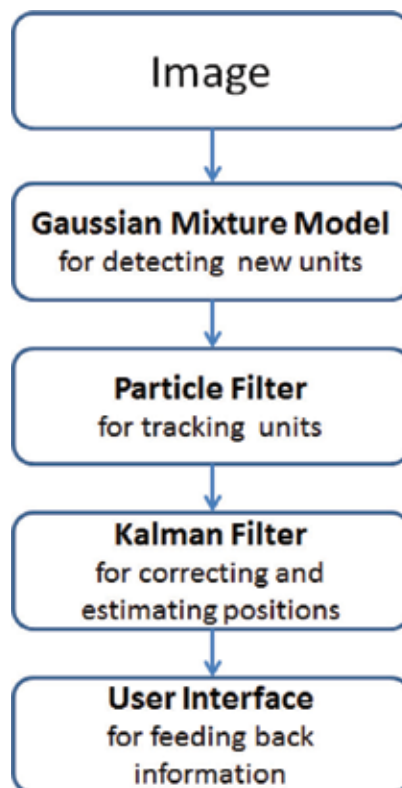 Image
Gaussian Mixture Model
for detecting new units
Particle Filter
for tracking units
Kalman Filter
for correcting and
estimating positions
User Interface
for feeding back
information